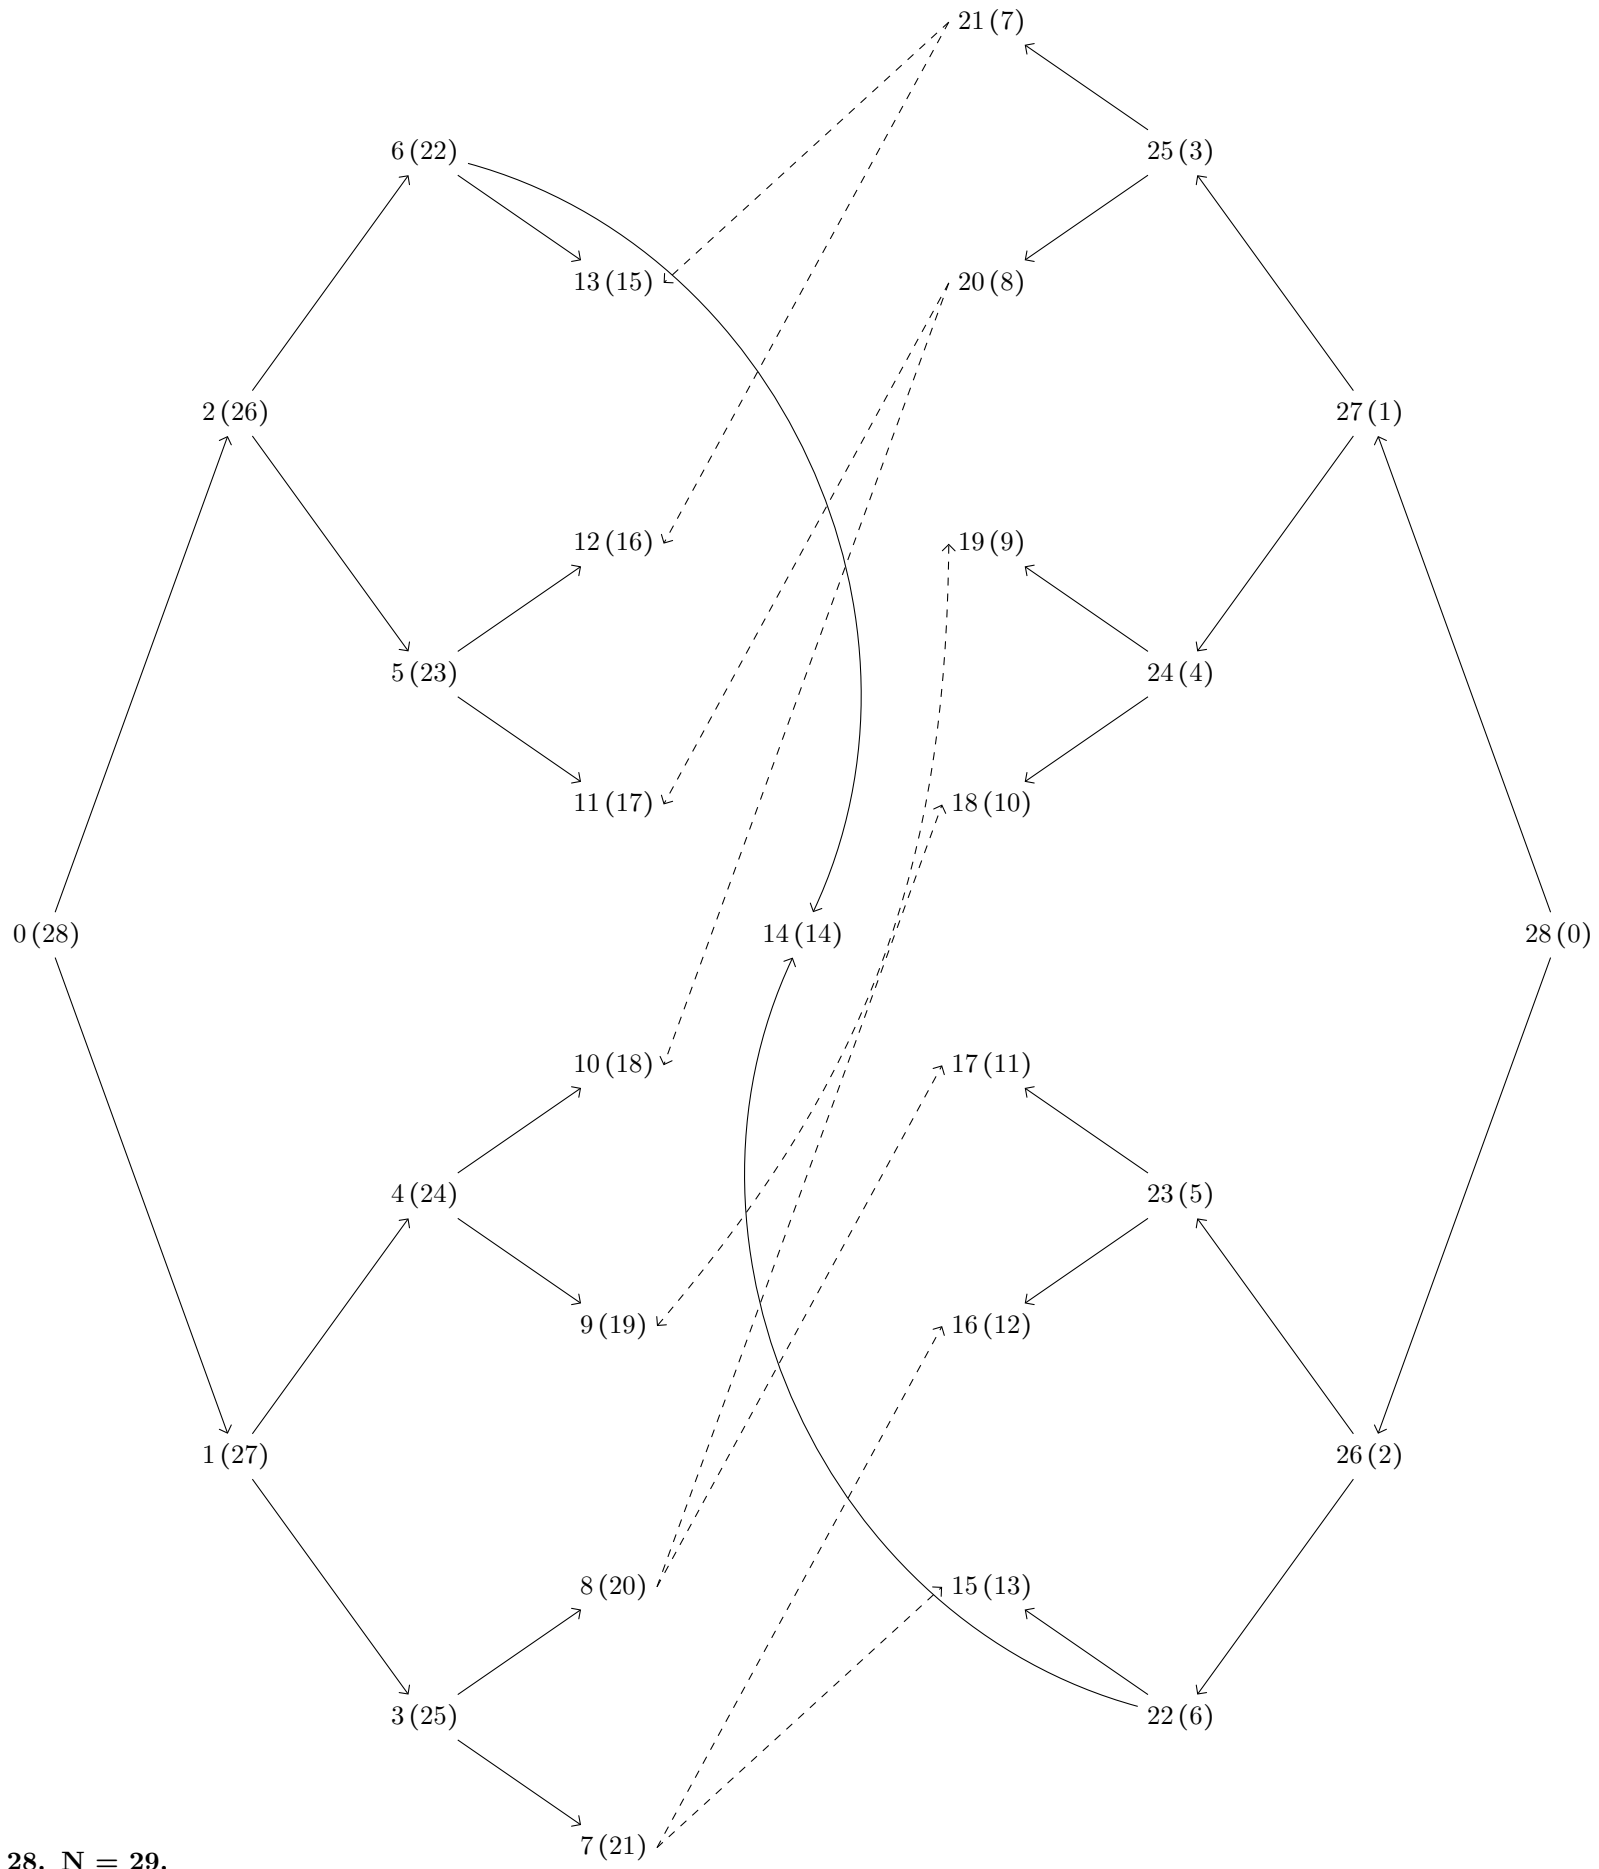 21 (7)
6 (22) 25 (3)
13 (15) 20 (8)
2 (26) 27 (1)
12 (16) 19 (9)
5 (23) 24 (4)
11 (17) 18 (10)
0 (28) 14 (14) 28 (0)
10 (18) 17 (11)
4 (24) 23 (5)
9 (19) 16 (12)
1 (27) 26 (2)
8 (20) 15 (13)
3 (25) 22 (6)
7 (21)
28. N = 29.